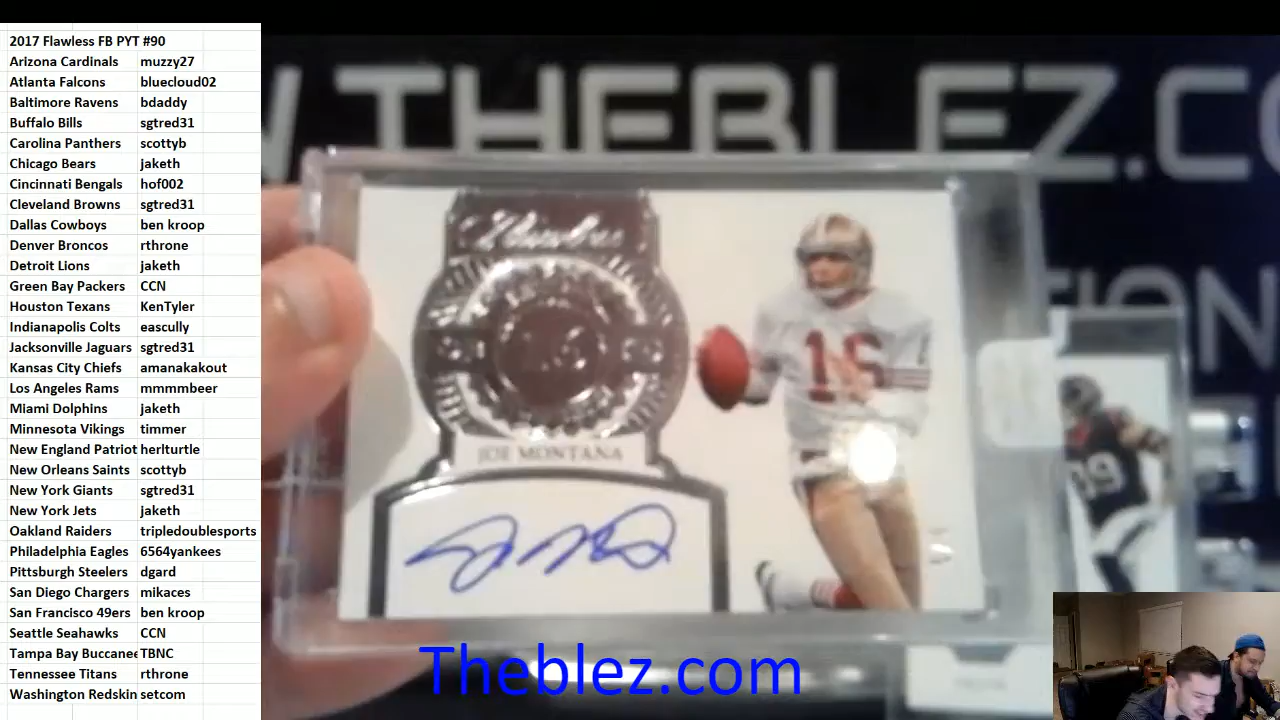 2017 Flawless FB PYT #90
Arizona Cardinals muzzy27
Atlanta Falcons bluecloud02
Baltimore Ravens bdaddy
Buffalo Bills sgtred31
Carolina Panthers scottyb
Chicago Bears jaketh
Cincinnati Bengals hof002
Cleveland Browns sgtred31
Dallas Cowboys ben kroop
Denver Broncos rthrone
Detroit Lions jaketh
Green Bay Packers CCN
Houston Texans KenTyler
Indianapolis Colts eascully
Jacksonville Jaguars sgtred31
Kansas City Chiefs amanakakout
Los Angeles Rams mmmmbeer
Miami Dolphins jaketh
Minnesota Vikings timmer
New England Patriot herlturtle
New Orleans Saints scottyb
New York Giants sgtred31
New York Jets jaketh
Oakland Raiders tripledoublesports
Philadelphia Eagles 6564yankees
Pittsburgh Steelers dgard
San Diego Chargers mikaces
San Francisco 49ers ben kroop
Seattle Seahawks CCN
Tampa Bay Buccanee TBNC
Tennessee Titans rthrone
Washington Redskin setcom
W.THEBLEZ.CO
TION
Flawless
16
JOE MONTANA
16
99
Theblez.com